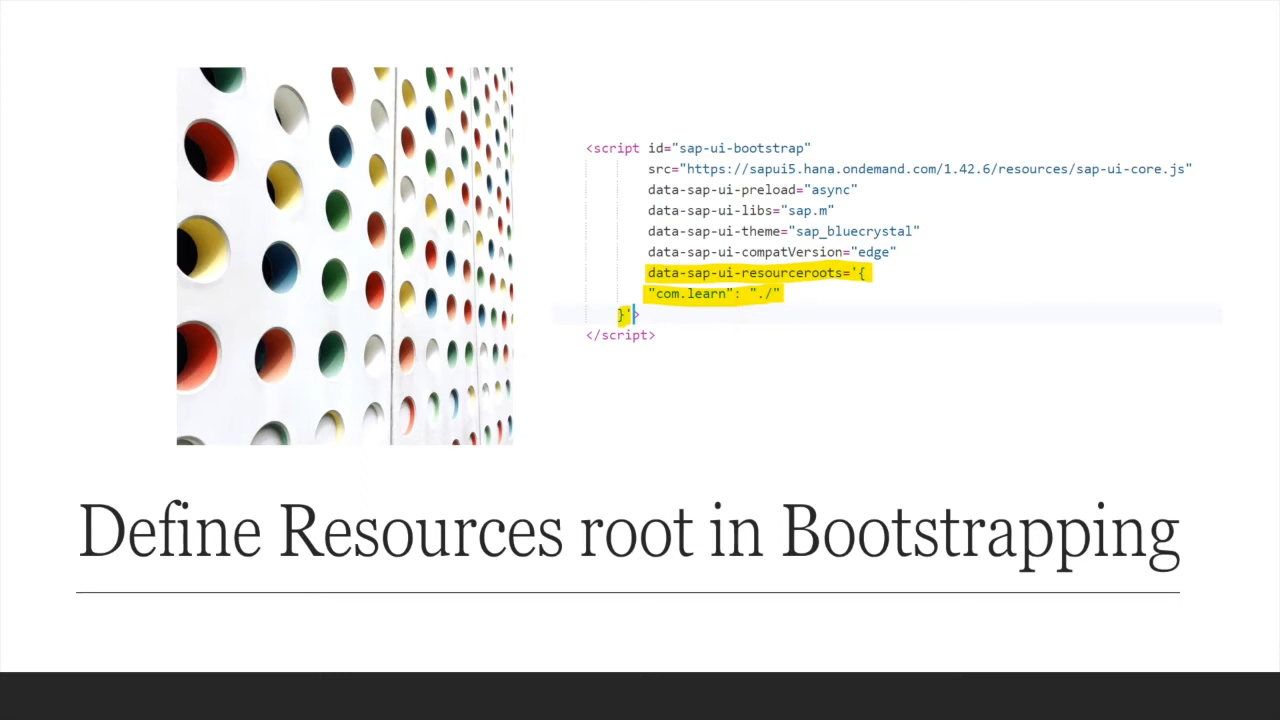 <script id="sap-ui-bootstrap"
src="https://sapui5.hana.ondemand.com/1.42.6/resources/sap-ui-core.js"
data-sap-ui-preload="async"
data-sap-ui-libs="sap.m"
data-sap-ui-theme="sap_bluecrystal"
data-sap-ui-compatVersion="edge"
data-sap-ui-resourceroots='{
"com.learn": "./"
}'>
</script>
Define Resources root in Bootstrapping